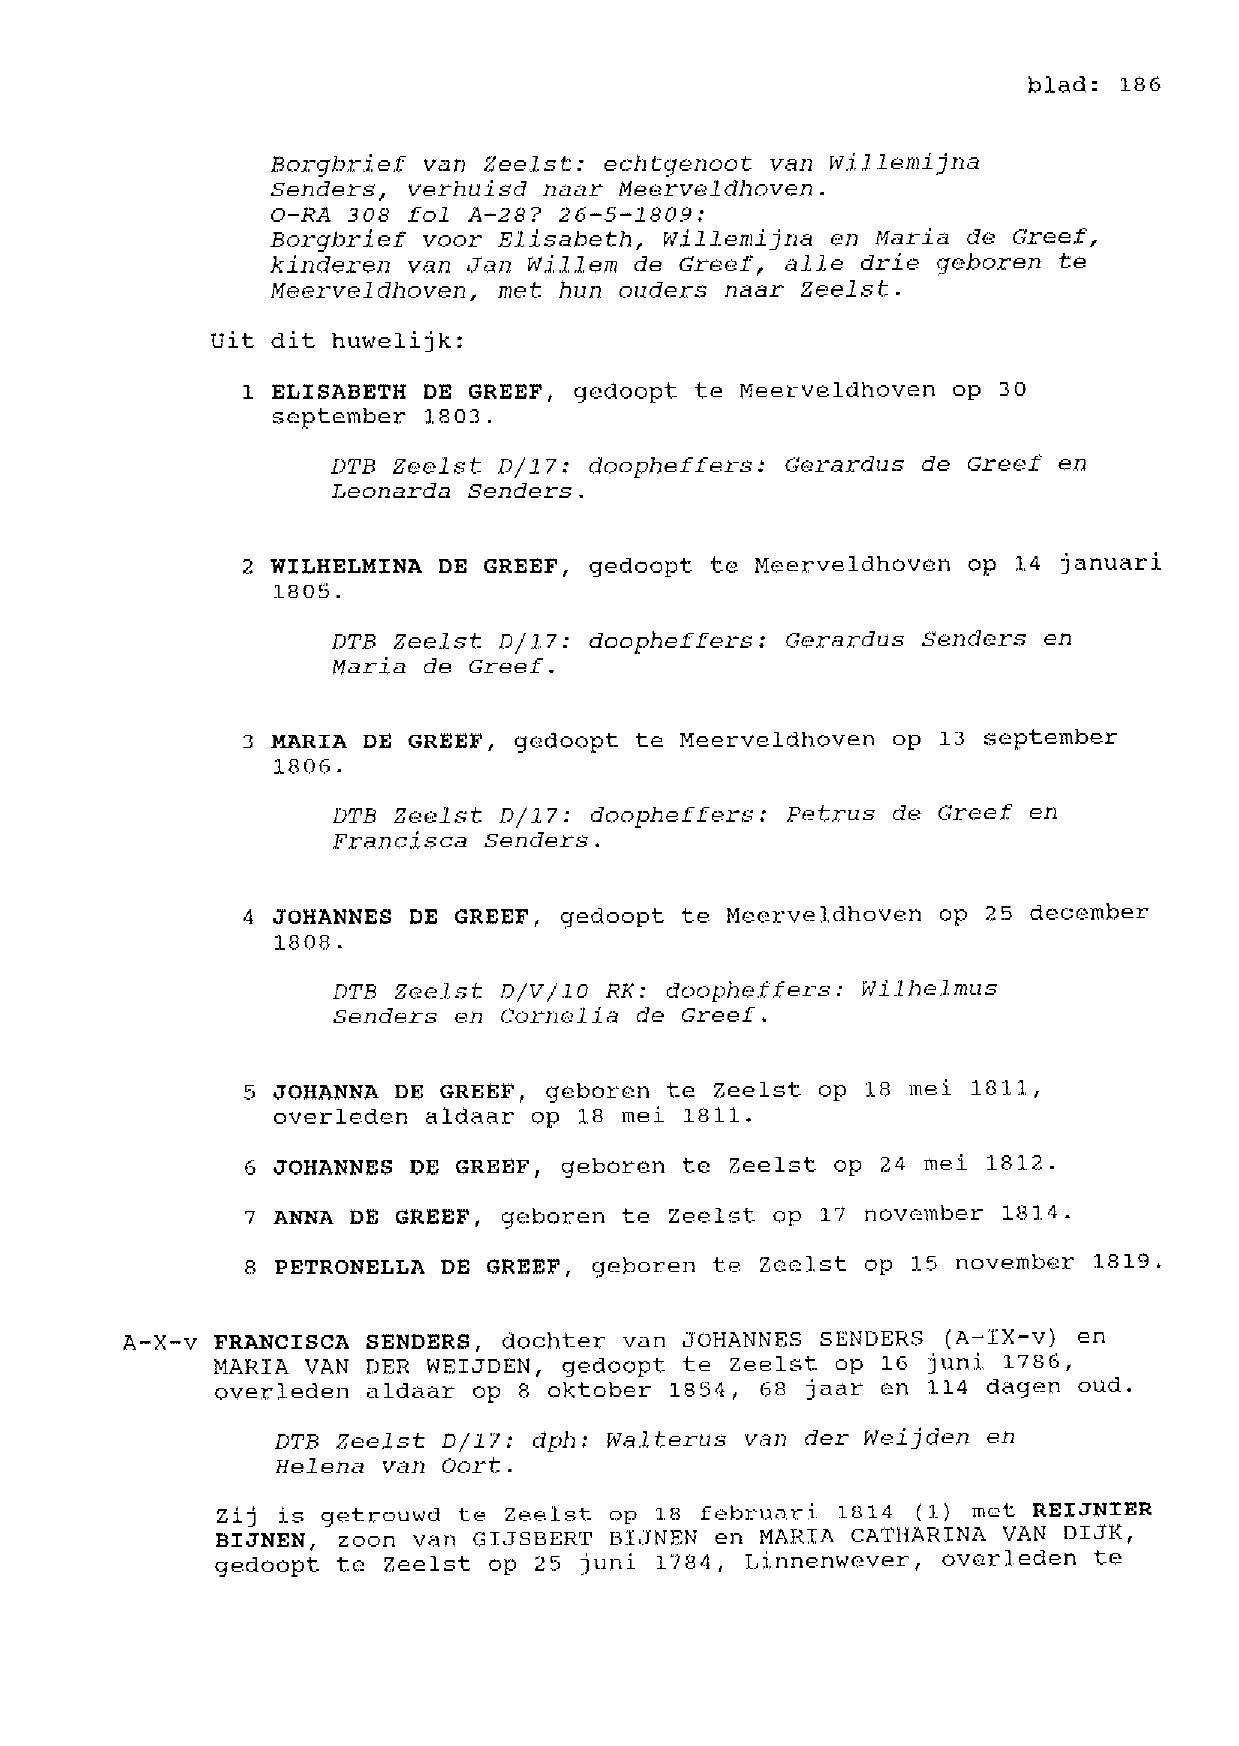 blad: 186
Borgbrief van Zeelst: echtgenoot van Willemijna
Senders, verhuisd naar Meerveldhoven.
O-RA 308 fol A-28? 26-5-1809:
Borgbrief voor Elisabeth, Willemijna en Maria de Greef,
kinderen van Jan Willem de Greef, alle drie geboren te
Meerveldhoven, met hun ouders naar Zeelst.
Uit dit huwelijk:
1 ELISABETH DE GREEF, gedoopt te Meerveldhoven op 30
september 1803.
DTB Zeelst D/17: doopheffers: Gerardus de Greef en
Leonarda Senders.
2 WILHELMINA DE GREEF, gedoopt te Meerveldhoven op 14 januari
1805.
DTB Zeelst D/17: doopheffers: Gerardus Senders en
Maria de Greef.
3 MARIA DE GREEF, gedoopt te Meerveldhoven op 13 september
1806.
DTB Zeelst D/17: doopheffers: Petrus de Greef en
Francisca Senders.
4 JOHANNES DE GREEF, gedoopt te Meerveldhoven op 25 december
1808.
DTB Zeelst D/V/10 RK: doopheffers: Wilhelmus
Senders en Cornelia de Greef.
5 JOHANNA DE GREEF, geboren te Zeelst op 18 mei 1811,
overleden aldaar op 18 mei 1811.
6 JOHANNES DE GREEF, geboren te Zeelst op 24 mei 1812.
7 ANNA DE GREEF, geboren te Zeelst op 17 november 1814.
8 PETRONELLA DE GREEF, geboren te Zeelst op 15 november 1819.
A-X-v FRANCISCA SENDERS, dochter van JOHANNES SENDERS (A-IX-v) en
MARIA VAN DER WEIJDEN, gedoopt te Zeelst op 16 juni 1786,
overleden aldaar op 8 oktober 1854, 68 jaar en 114 dagen oud.
DTB Zeelst D/17: dph: Walterus van der Weijden en
Helena van Oort.
Zij is getrouwd te Zeelst op 18 februari 1814 (1) met REIJNIER
BIJNEN, zoon van GIJSBERT BIJNEN en MARIA CATHARINA VAN DIJK,
gedoopt te Zeelst op 25 juni 1784, Linnenwever, overleden te